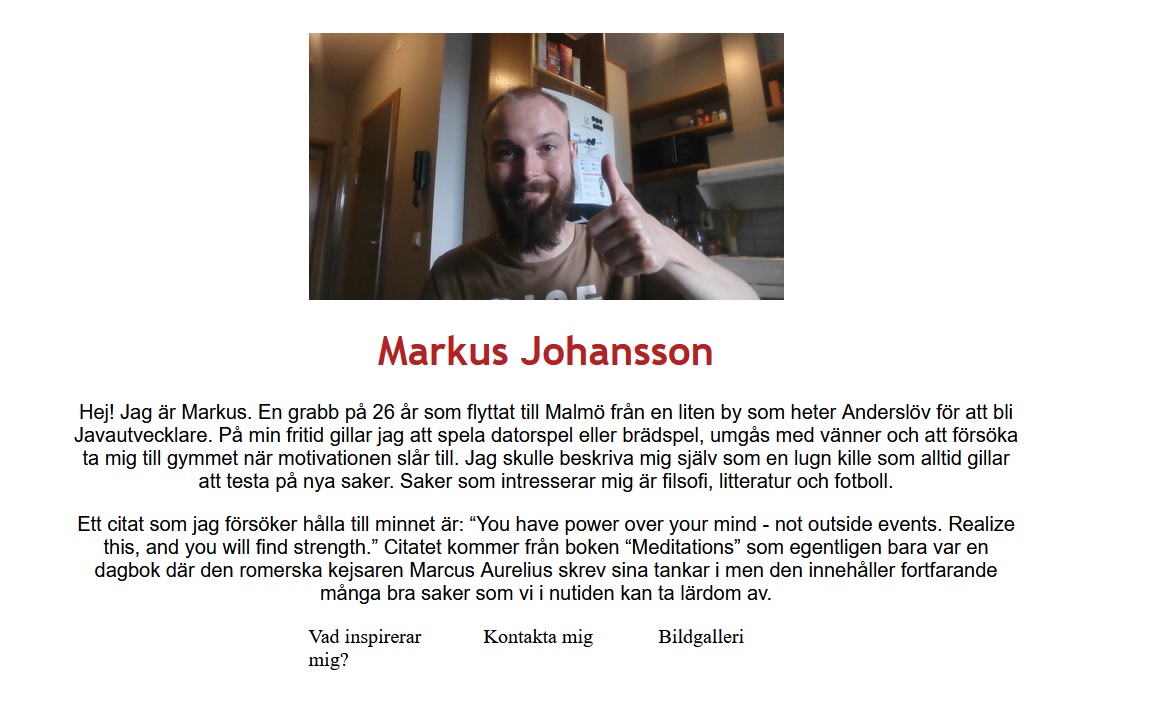 Markus Johansson
Hej! Jag är Markus. En grabb på 26 år som flyttat till Malmö från en liten by som heter Anderslöv för att bli
Javautvecklare. På min fritid gillar jag att spela datorspel eller brädspel, umgås med vänner och att försöka
ta mig till gymmet när motivationen slår till. Jag skulle beskriva mig själv som en lugn kille som alltid gillar
att testa på nya saker. Saker som intresserar mig är filsofi, litteratur och fotboll.
Ett citat som jag försöker hålla till minnet är: “You have power over your mind - not outside events. Realize
this, and you will find strength.” Citatet kommer från boken “Meditations” som egentligen bara var en
dagbok där den romerska kejsaren Marcus Aurelius skrev sina tankar i men den innehåller fortfarande
många bra saker som vi i nutiden kan ta lärdom av.
Vad inspirerar
mig?
Kontakta mig
Bildgalleri